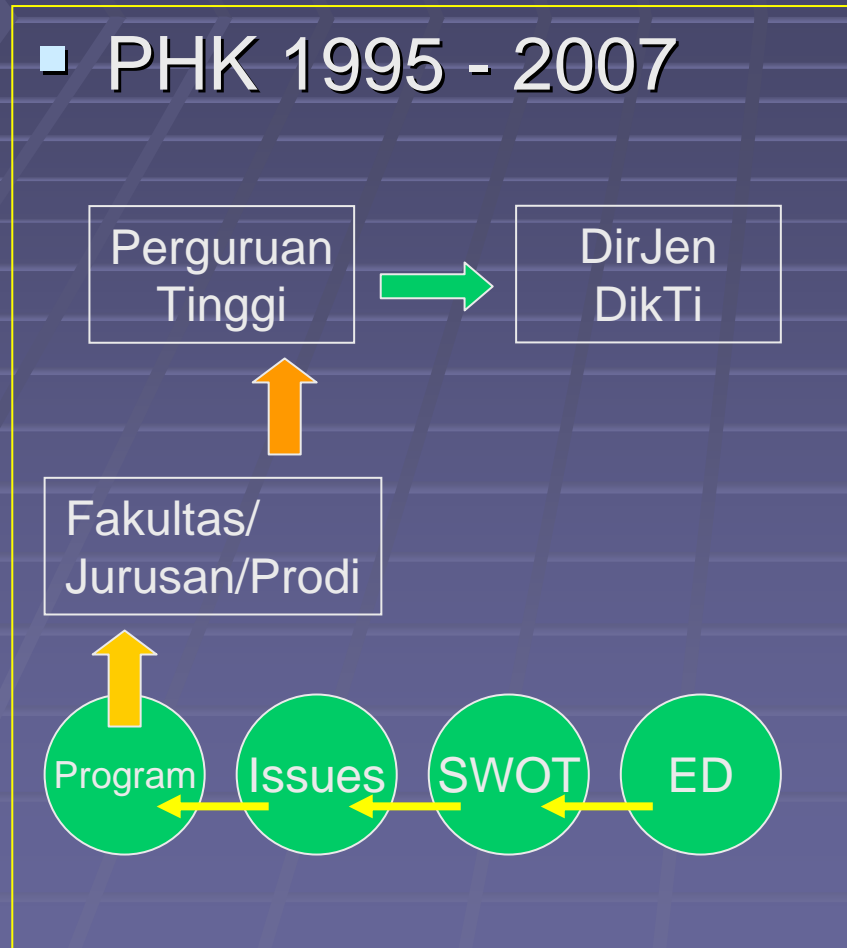 PHK 1995 - 2007
Perguruan
Tinggi
DirJen
DikTi
Fakultas/
Jurusan/Prodi
Program
Issues
SWOT
ED